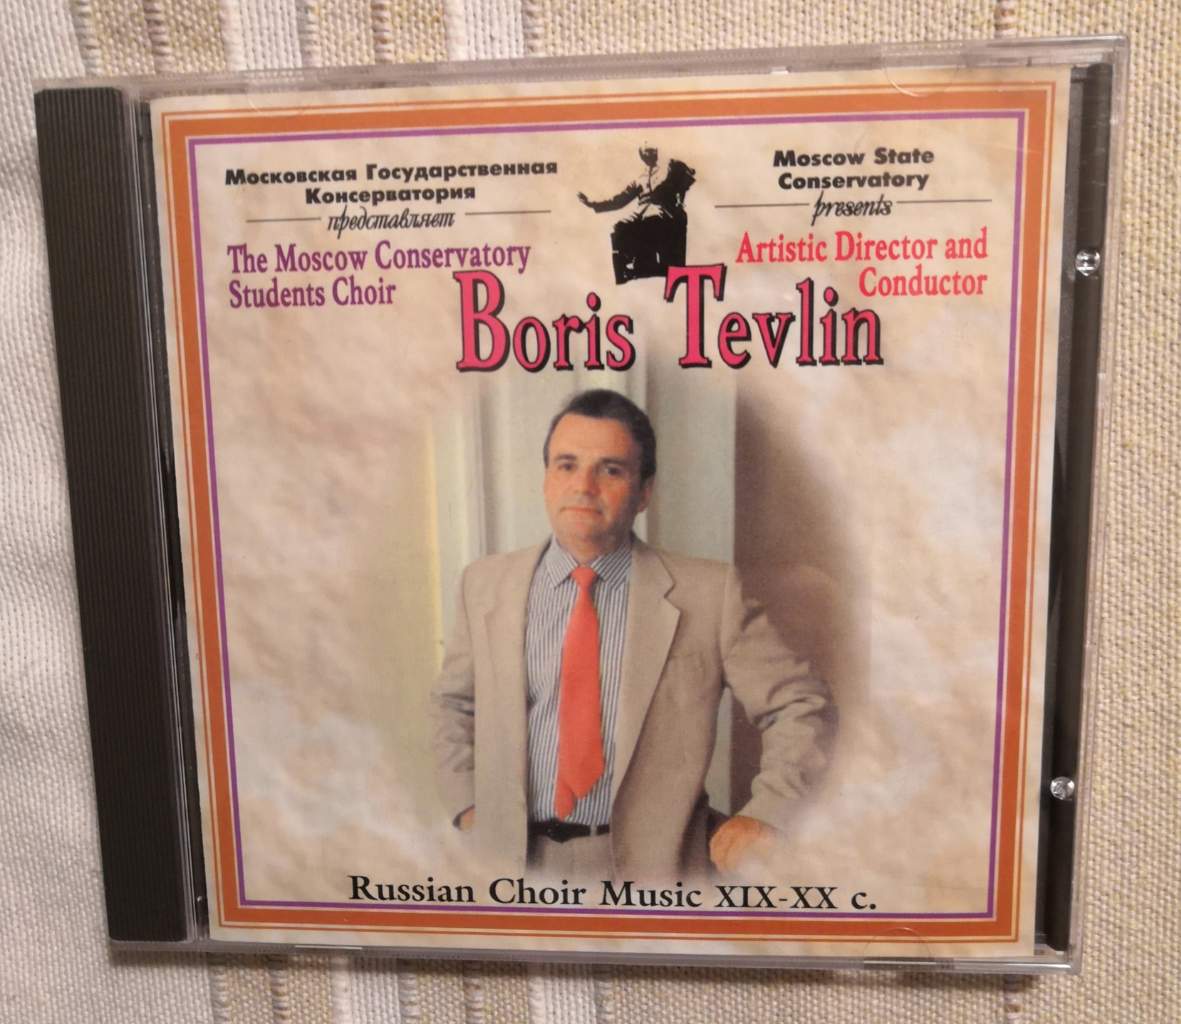 Московская Государственная
Консерватория
представляет
The Moscow Conservatory
Students Choir
Moscow State
Conservatory
presents
Artistic Director and
Conductor
Boris Tevlin
Russian Choir Music XIX-XX c.